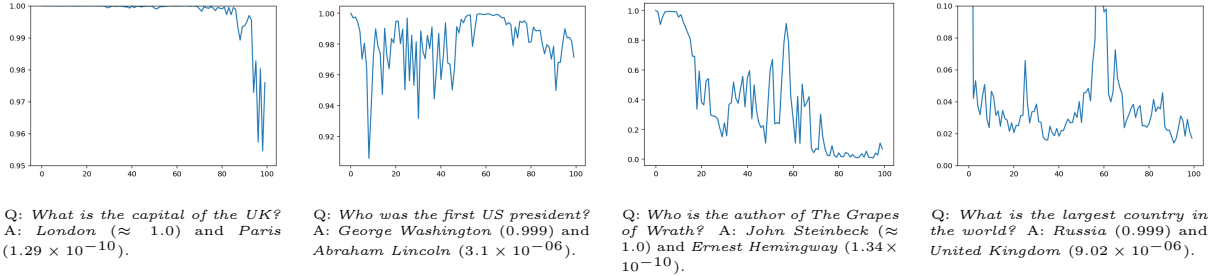 1.00
0.99
0.98
0.97
0.96
0.95
0 20 40 60 80 100
1.00
0.98
0.96
0.94
0.92
0 20 40 60 80 100
1.0
0.8
0.6
0.4
0.2
0.0
0 20 40 60 80 100
0.10
0.08
0.06
0.04
0.02
0.00
0 20 40 60 80 100
Q: What is the capital of the UK?
A: London (≈ 1.0) and Paris
(1.29 × 10⁻¹⁰).
Q: Who was the first US president?
A: George Washington (0.999) and
Abraham Lincoln (3.1 × 10⁻⁰⁶).
Q: Who is the author of The Grapes
of Wrath? A: John Steinbeck (≈
1.0) and Ernest Hemingway (1.34×
10⁻¹⁰).
Q: What is the largest country in
the world? A: Russia (0.999) and
United Kingdom (9.02 × 10⁻⁰⁶).